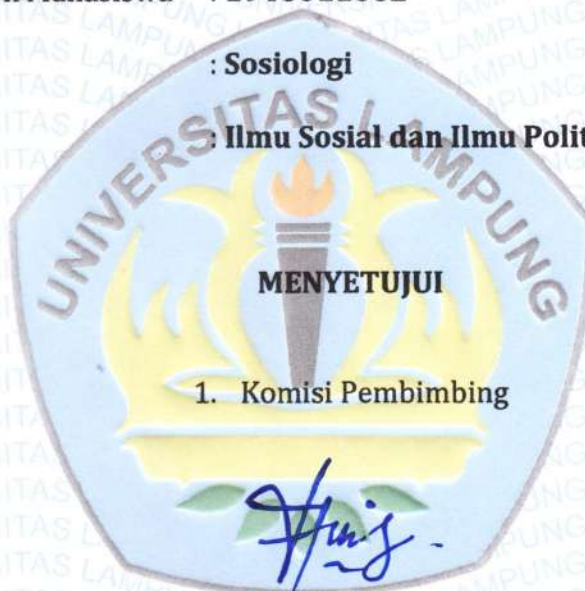 : Sosiologi
: Ilmu Sosial dan Ilmu Polit
UNIVERSITAS LAMPUNG
MENYETUJUI
1. Komisi Pembimbing